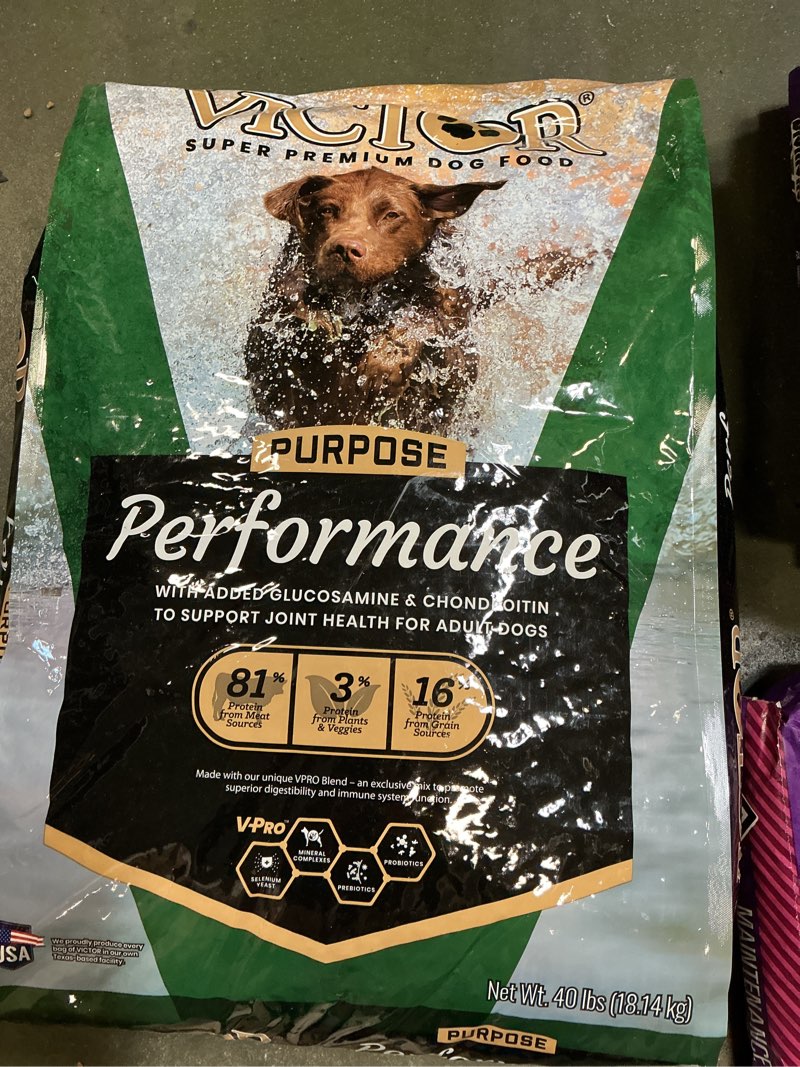 VICTOR®
SUPER PREMIUM DOG FOOD
PURPOSE
Performance
WITH ADDED GLUCOSAMINE & CHONDROITIN
TO SUPPORT JOINT HEALTH FOR ADULT DOGS
81% 3% 16%
Protein from Meat Sources
Protein from Plants & Veggies
Protein from Grain Sources
Made with our unique VPRO Blend – an exclusive mix to promote
superior digestibility and immune system function.
V-PRO™
MINERAL
COMPLEXES
PROBIOTICS
SELENIUM
YEAST
PREBIOTICS
USA
We proudly produce every
bag of VICTOR in our own
Texas-based facility.
Net Wt. 40 lbs (18.14 kg)
PURPOSE
MAINTENANCE